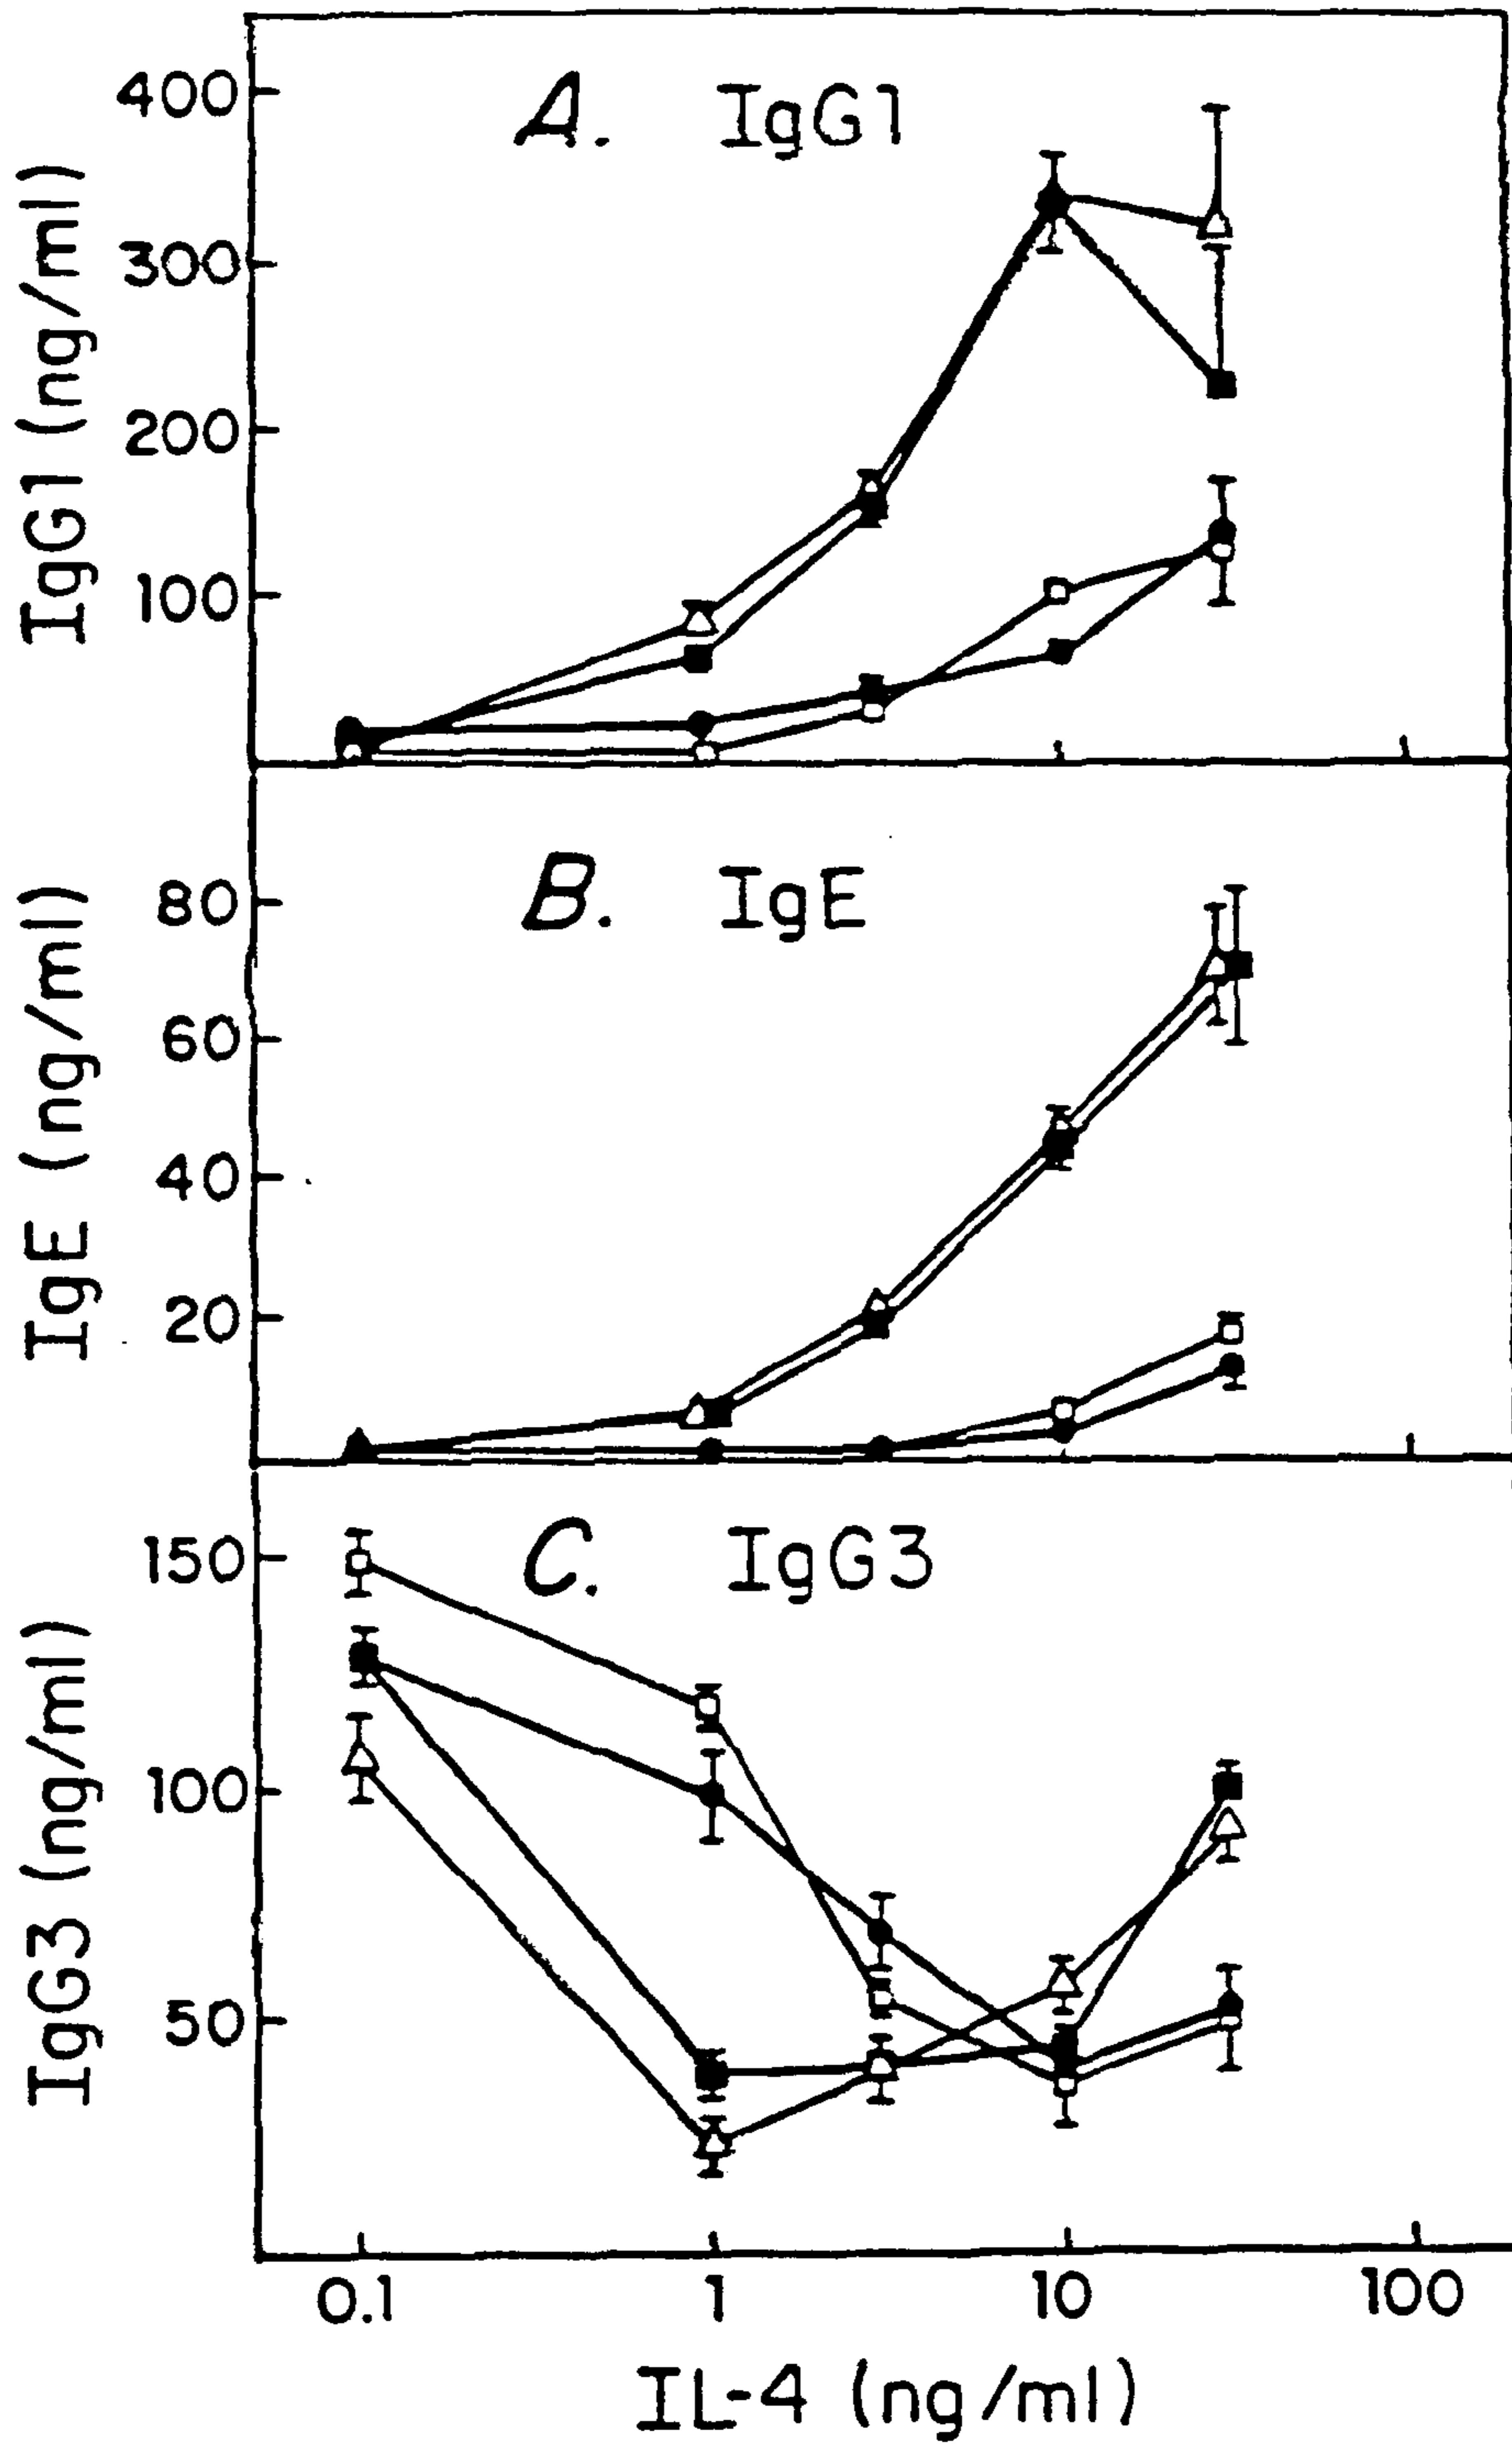 A. IgG1
400
300
200
100
IgG1 (ng/ml)
B. IgE
80
60
40
20
IgE (ng/ml)
C. IgG3
150
100
50
IgG3 (ng/ml)
0.1 1 10 100
IL-4 (ng/ml)